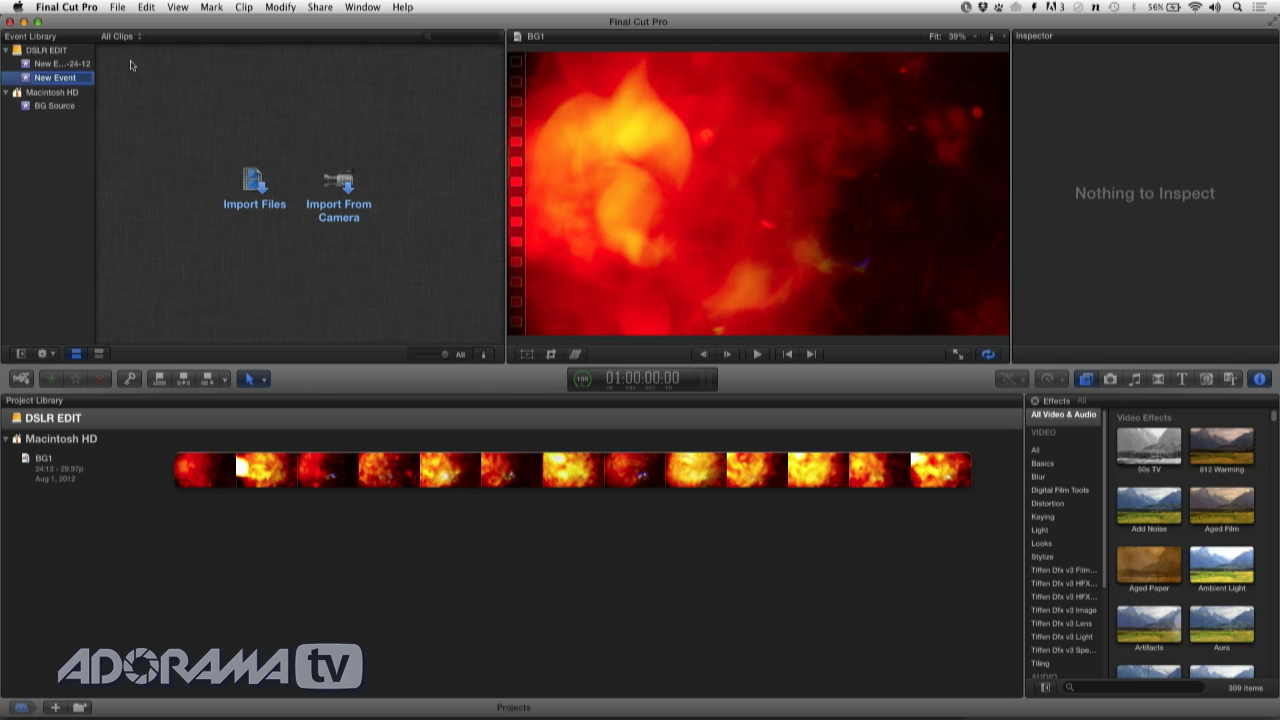 Final Cut Pro File Edit View Mark Clip Modify Share Window Help
3 56%
Final Cut Pro
Event Library
All Clips
BG1
Fit: 39%
Inspector
DSLR EDIT
New E...-24-12
New Event
Macintosh HD
BG Source
Import Files
Import From
Camera
Nothing to Inspect
All
100 01:00:00:00
Project Library
DSLR EDIT
Macintosh HD
BG1
24:13 - 29.97p
Aug 1, 2012
Effects All
All Video & Audio
VIDEO
All
Basics
Blur
Digital Film Tools
Distortion
Keying
Light
Looks
Stylize
Tiffen Dfx v3 Film...
Tiffen Dfx v3 HFX...
Tiffen Dfx v3 HFX...
Tiffen Dfx v3 Image
Tiffen Dfx v3 Lens
Tiffen Dfx v3 Light
Tiffen Dfx v3 Spe...
Tiling
AUDIO
Video Effects
50s TV
812 Warming
Add Noise
Aged Film
Aged Paper
Ambient Light
Artifacts
Aura
309 items
ADORAMA tv
Projects